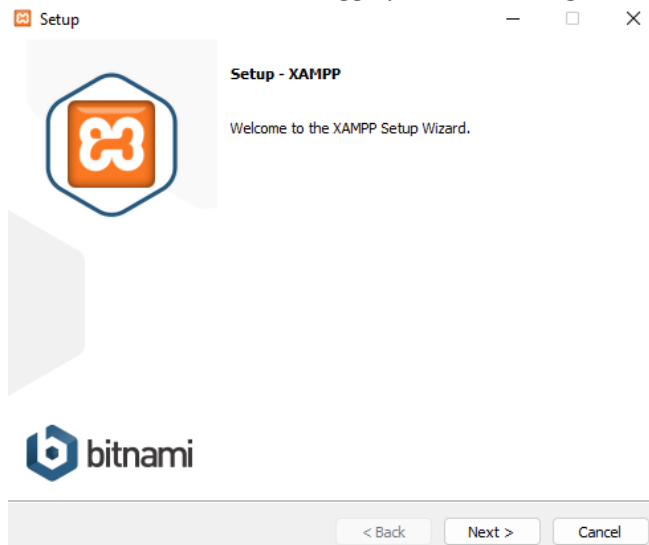 Setup
Setup - XAMPP
Welcome to the XAMPP Setup Wizard.
bitnami
< Back Next > Cancel